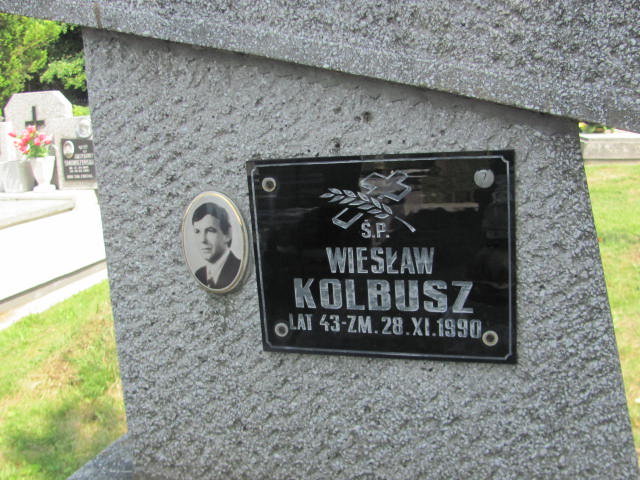 Ś.P.
WIESŁAW
KOLBUSZ
LAT 43-ZM. 28.XI.1990